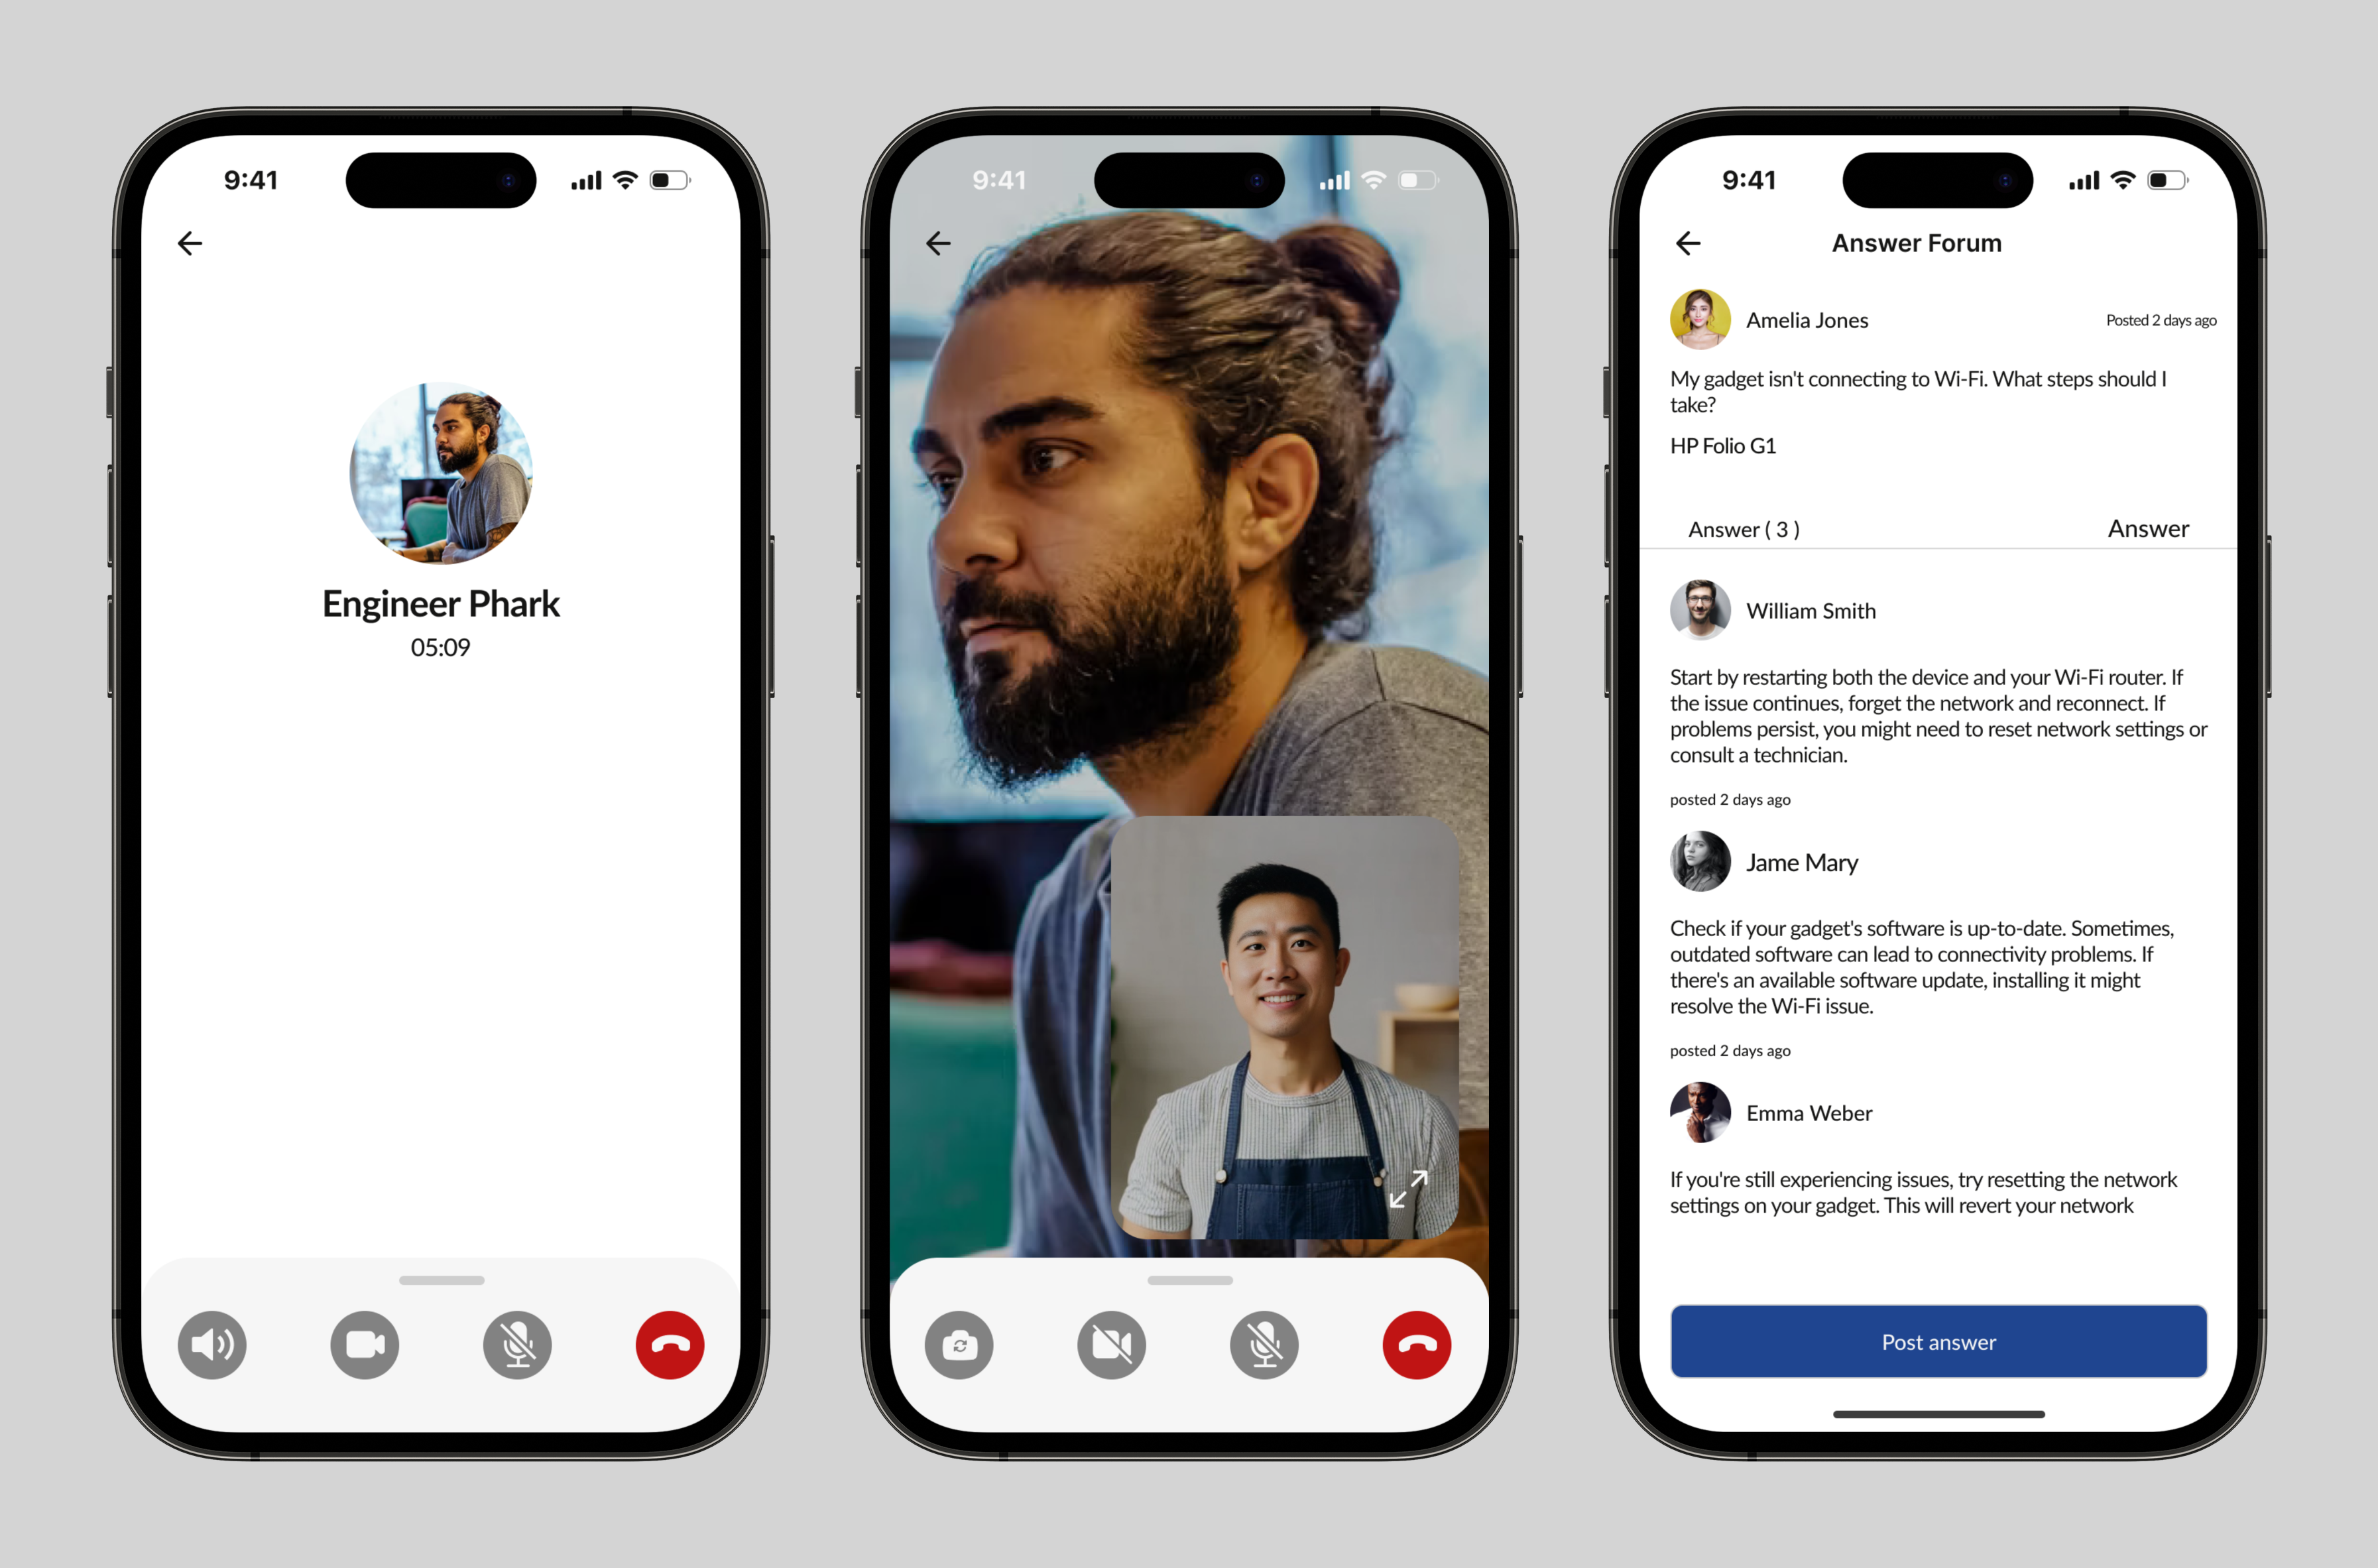 9:41
Engineer Phark
05:09
9:41
9:41
Answer Forum
Amelia Jones
Posted 2 days ago
My gadget isn't connecting to Wi-Fi. What steps should I
take?
HP Folio G1
Answer ( 3 )
Answer
William Smith
Start by restarting both the device and your Wi-Fi router. If
the issue continues, forget the network and reconnect. If
problems persist, you might need to reset network settings or
consult a technician.
posted 2 days ago
Jame Mary
Check if your gadget's software is up-to-date. Sometimes,
outdated software can lead to connectivity problems. If
there's an available software update, installing it might
resolve the Wi-Fi issue.
posted 2 days ago
Emma Weber
If you're still experiencing issues, try resetting the network
settings on your gadget. This will revert your network
Post answer